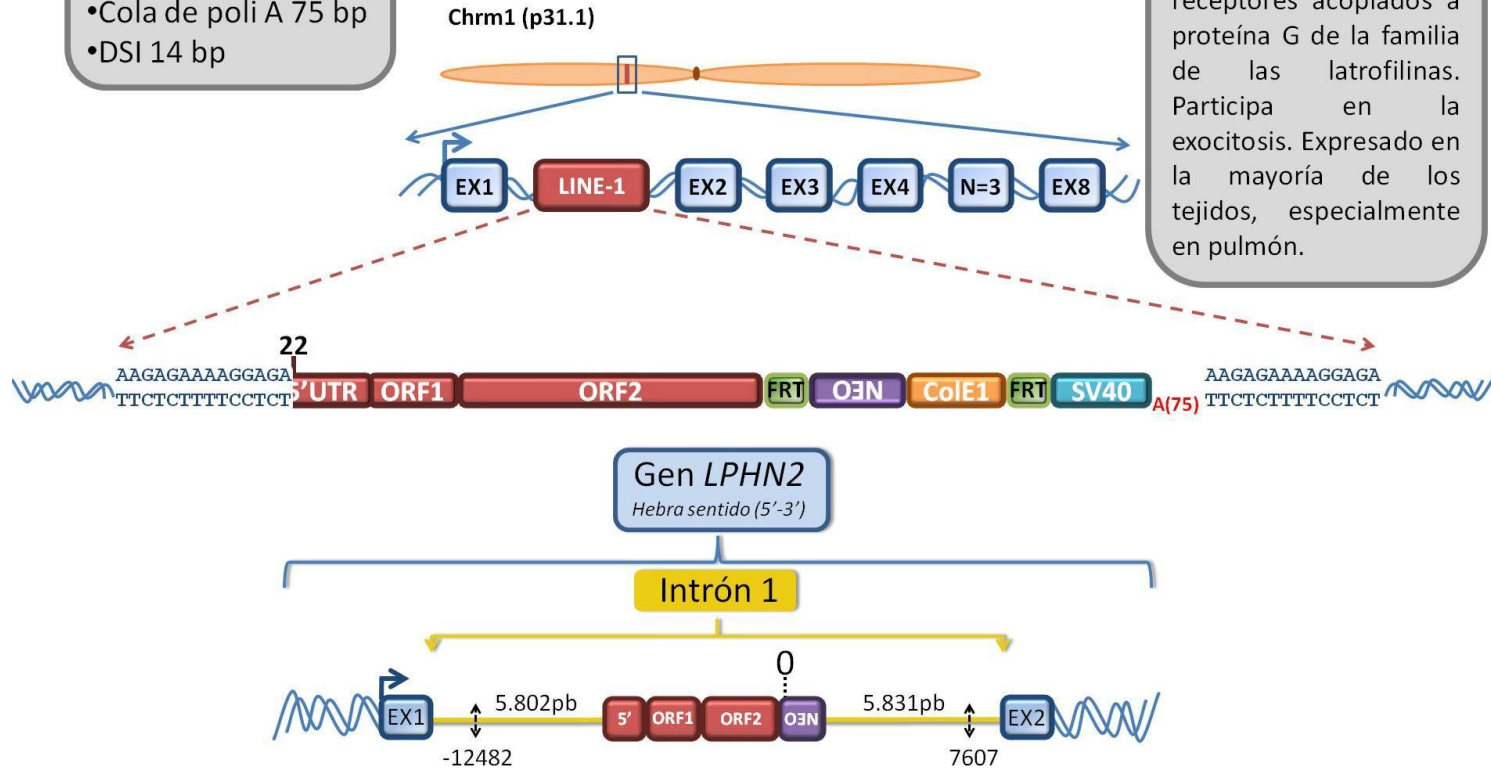 •Cola de poli A 75 bp
•DSI 14 bp
Chrm1 (p31.1)
receptores acoplados a
proteína G de la familia
de las latrofilinas.
Participa en la
exocitosis. Expresado en
la mayoría de los
tejidos, especialmente
en pulmón.
EX1 LINE-1 EX2 EX3 EX4 N=3 EX8
22
AAGAGAAAAGGAGA
TTCTCTTTTCCTCT
5’UTR ORF1 ORF2 FRT OƎN ColE1 FRT SV40 A(75)
AAGAGAAAAGGAGA
TTCTCTTTTCCTCT
Gen LPHN2
Hebra sentido (5’-3’)
Intrón 1
0
5.802pb 5.831pb
EX1 5’ ORF1 ORF2 OƎN EX2
-12482 7607